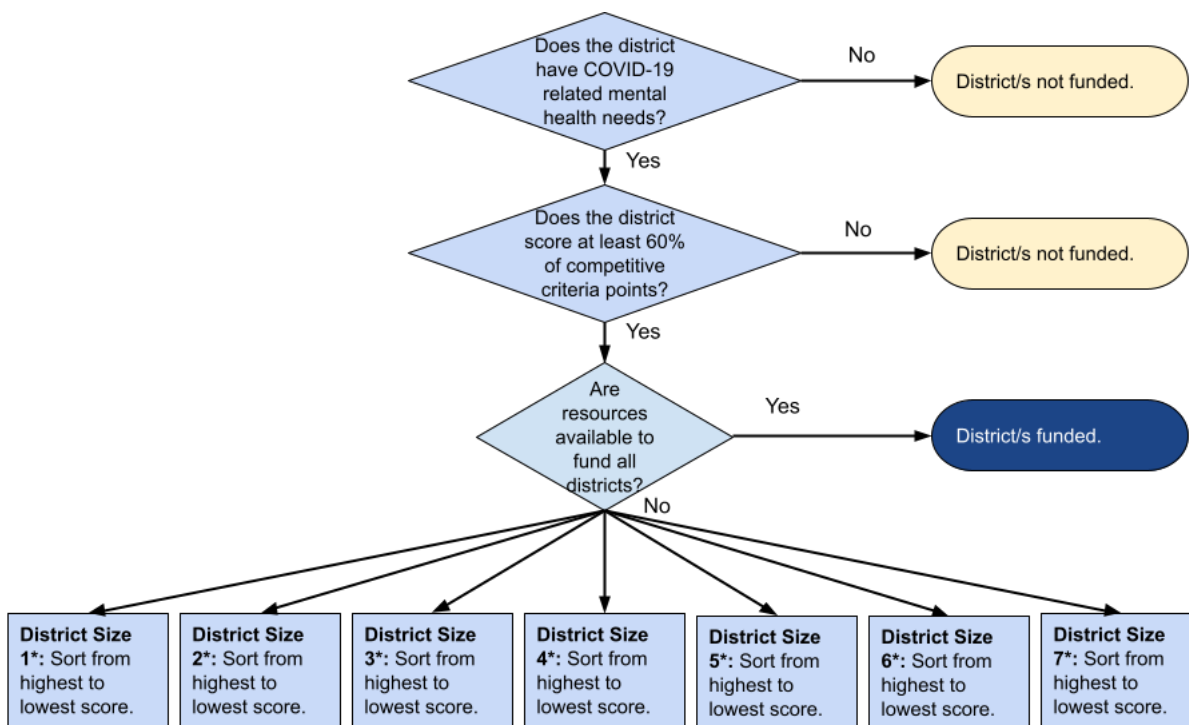 Does the district
have COVID-19
related mental
health needs?
No
District/s not funded.
Yes
Does the district
score at least 60%
of competitive
criteria points?
No
District/s not funded.
Yes
Are
resources
available to
fund all
districts?
Yes
District/s funded.
No
District Size
1*: Sort from
highest to
lowest score.
District Size
2*: Sort from
highest to
lowest score.
District Size
3*: Sort from
highest to
lowest score.
District Size
4*: Sort from
highest to
lowest score.
District Size
5*: Sort from
highest to
lowest score.
District Size
6*: Sort from
highest to
lowest score.
District Size
7*: Sort from
highest to
lowest score.